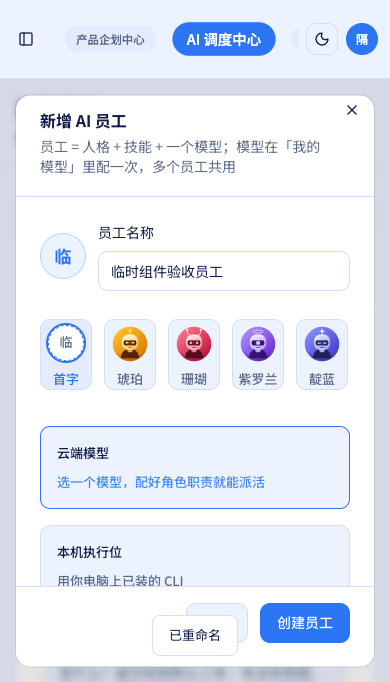 产品企划中心
AI 调度中心
隔
新增 AI 员工
员工 = 人格 + 技能 + 一个模型；模型在「我的
模型」里配一次，多个员工共用
临
员工名称
临时组件验收员工
临
首字
琥珀
珊瑚
紫罗兰
靛蓝
云端模型
选一个模型，配好角色职责就能派活
本机执行位
用你电脑上已装的 CLI
已重命名
创建员工